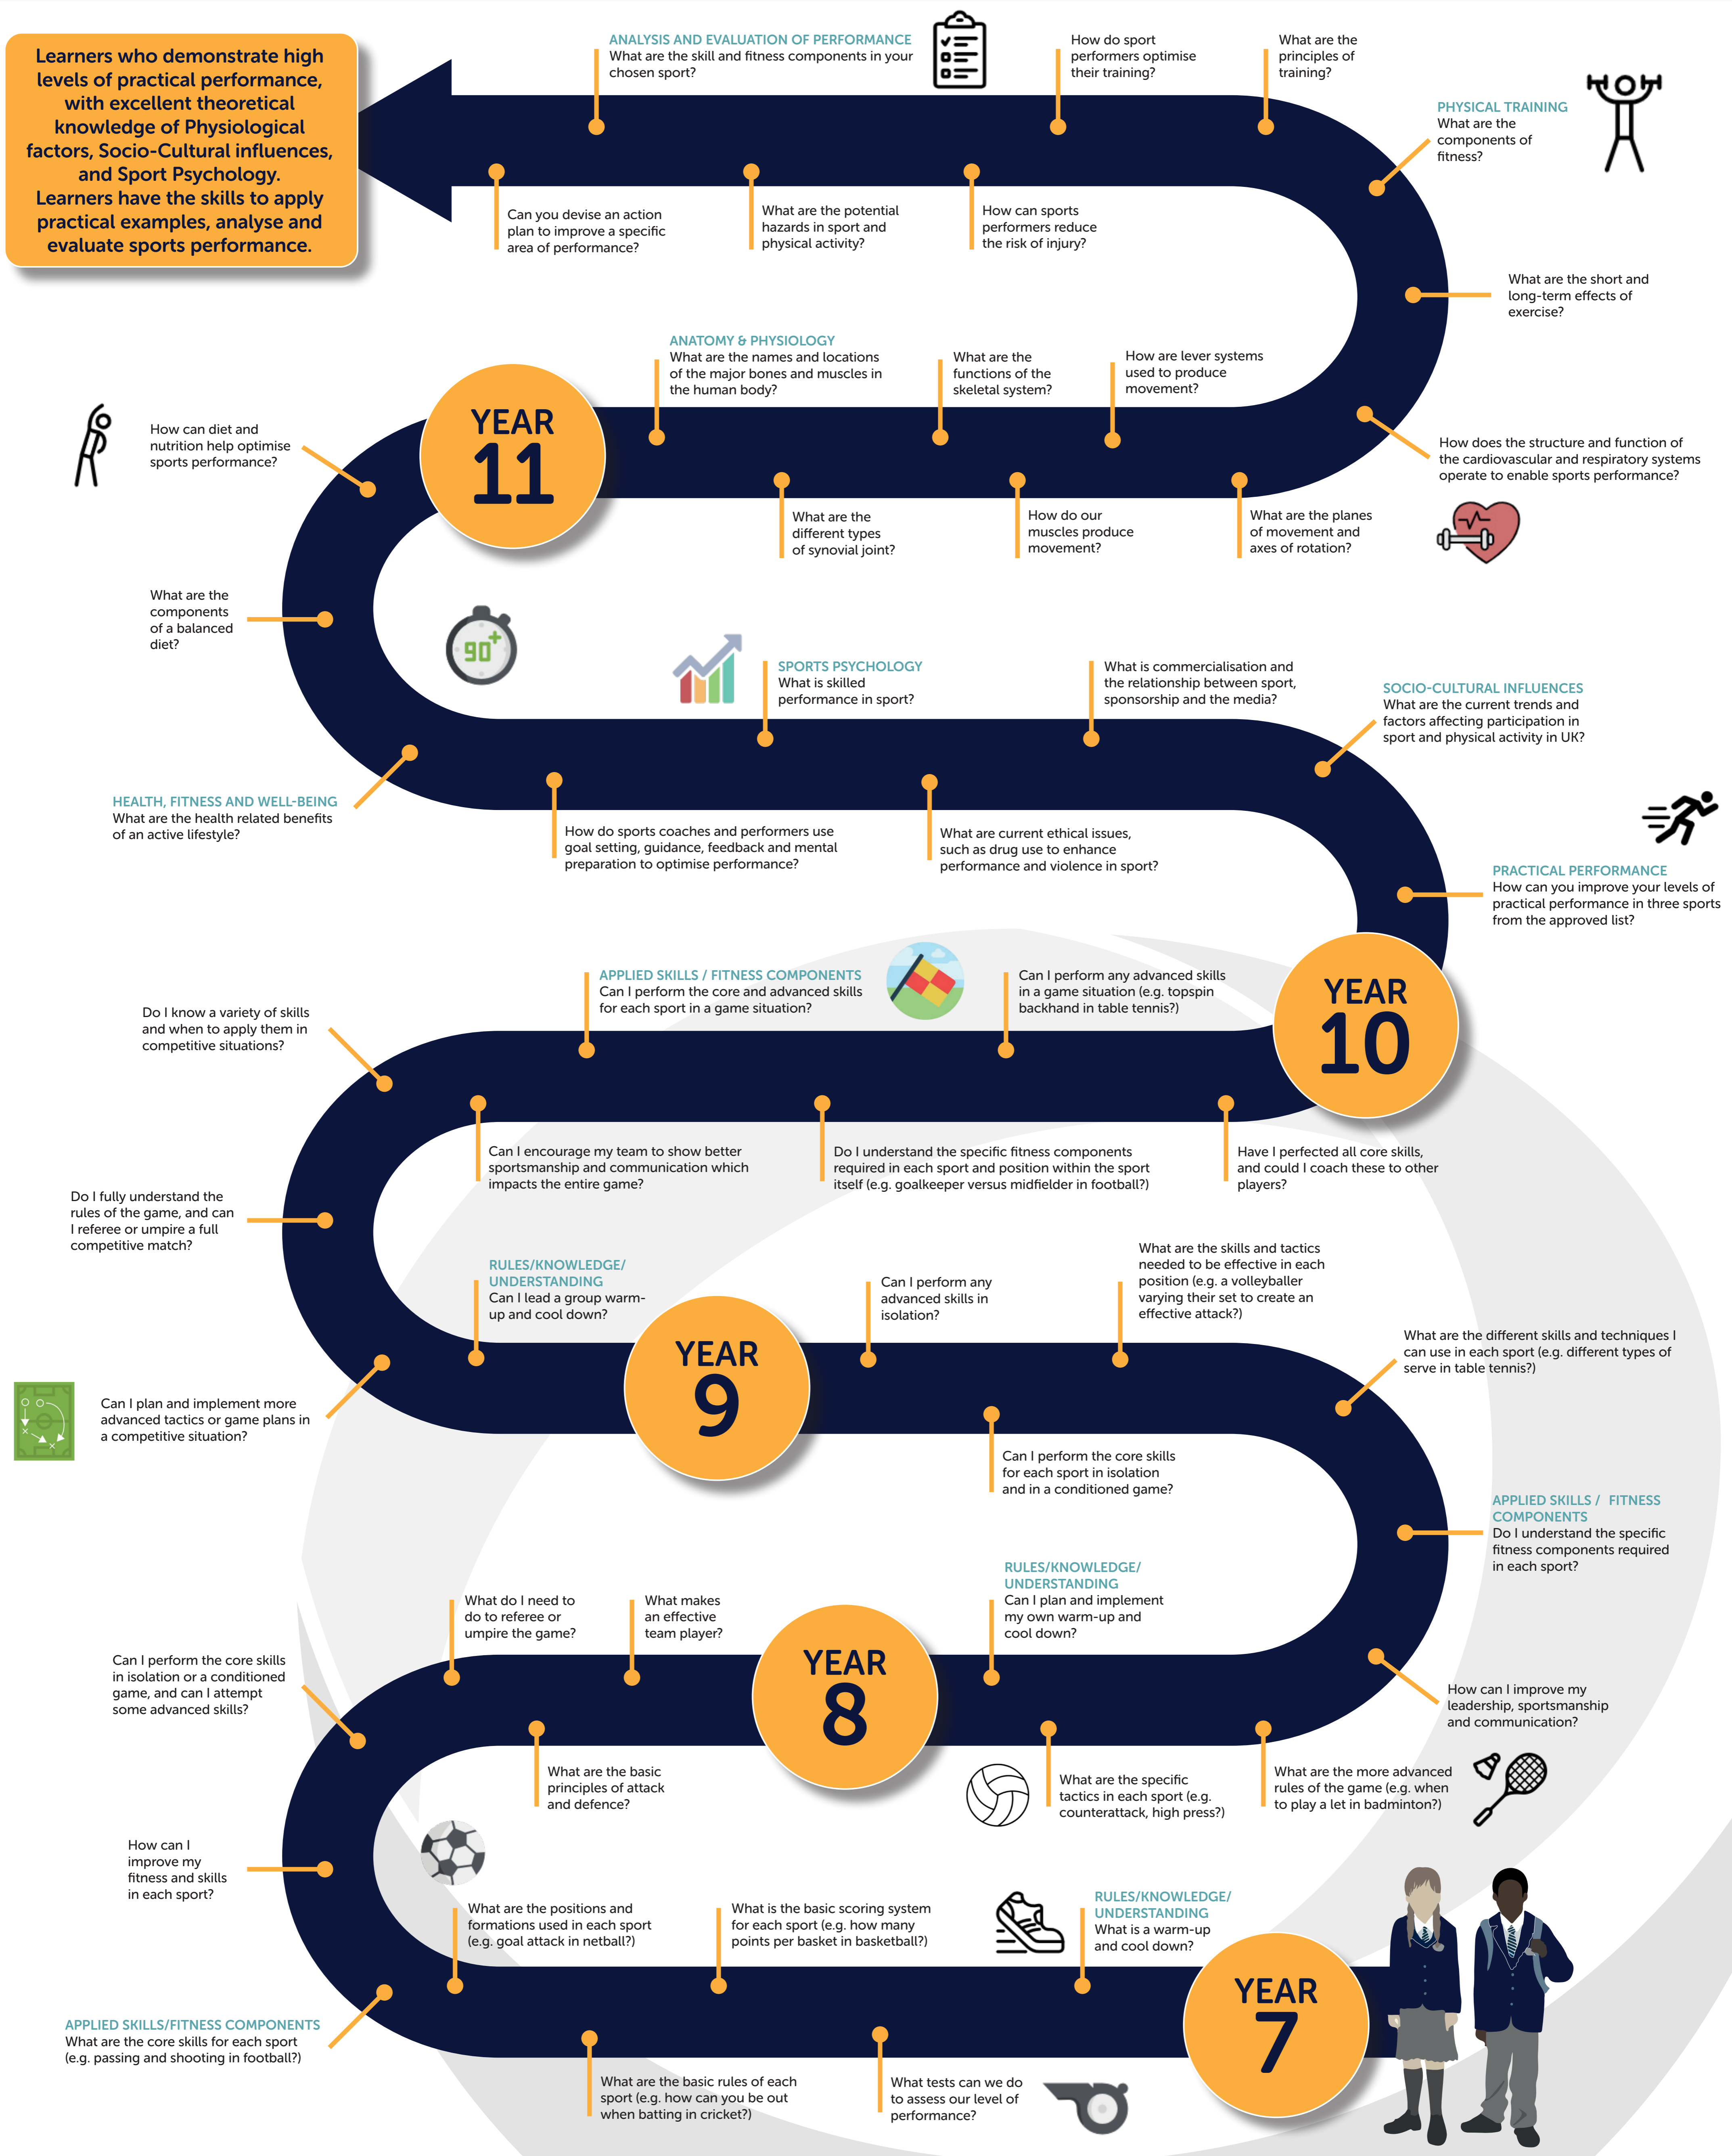 Learners who demonstrate high
levels of practical performance,
with excellent theoretical
knowledge of Physiological
factors, Socio-Cultural influences,
and Sport Psychology.
Learners have the skills to apply
practical examples, analyse and
evaluate sports performance.
ANALYSIS AND EVALUATION OF PERFORMANCE
What are the skill and fitness components in your
chosen sport?
How do sport
performers optimise
their training?
What are the
principles of
training?
PHYSICAL TRAINING
What are the
components of
fitness?
Can you devise an action
plan to improve a specific
area of performance?
What are the potential
hazards in sport and
physical activity?
How can sports
performers reduce
the risk of injury?
What are the short and
long-term effects of
exercise?
ANATOMY & PHYSIOLOGY
What are the names and locations
of the major bones and muscles in
the human body?
What are the
functions of the
skeletal system?
How are lever systems
used to produce
movement?
YEAR
11
How can diet and
nutrition help optimise
sports performance?
How does the structure and function of
the cardiovascular and respiratory systems
operate to enable sports performance?
What are the
different types
of synovial joint?
How do our
muscles produce
movement?
What are the planes
of movement and
axes of rotation?
What are the
components
of a balanced
diet?
90+
SPORTS PSYCHOLOGY
What is skilled
performance in sport?
What is commercialisation and
the relationship between sport,
sponsorship and the media?
SOCIO-CULTURAL INFLUENCES
What are the current trends and
factors affecting participation in
sport and physical activity in UK?
HEALTH, FITNESS AND WELL-BEING
What are the health related benefits
of an active lifestyle?
How do sports coaches and performers use
goal setting, guidance, feedback and mental
preparation to optimise performance?
What are current ethical issues,
such as drug use to enhance
performance and violence in sport?
PRACTICAL PERFORMANCE
How can you improve your levels of
practical performance in three sports
from the approved list?
YEAR
10
APPLIED SKILLS / FITNESS COMPONENTS
Can I perform the core and advanced skills
for each sport in a game situation?
Can I perform any advanced skills
in a game situation (e.g. topspin
backhand in table tennis?)
Do I know a variety of skills
and when to apply them in
competitive situations?
Can I encourage my team to show better
sportsmanship and communication which
impacts the entire game?
Do I understand the specific fitness components
required in each sport and position within the sport
itself (e.g. goalkeeper versus midfielder in football?)
Have I perfected all core skills,
and could I coach these to other
players?
Do I fully understand the
rules of the game, and can
I referee or umpire a full
competitive match?
RULES/KNOWLEDGE/
UNDERSTANDING
Can I lead a group warm-
up and cool down?
YEAR
9
Can I perform any
advanced skills in
isolation?
What are the skills and tactics
needed to be effective in each
position (e.g. a volleyballer
varying their set to create an
effective attack?)
What are the different skills and techniques I
can use in each sport (e.g. different types of
serve in table tennis?)
Can I plan and implement more
advanced tactics or game plans in
a competitive situation?
Can I perform the core skills
for each sport in isolation
and in a conditioned game?
APPLIED SKILLS / FITNESS
COMPONENTS
Do I understand the specific
fitness components required
in each sport?
What do I need to
do to referee or
umpire the game?
What makes
an effective
team player?
YEAR
8
RULES/KNOWLEDGE/
UNDERSTANDING
Can I plan and implement
my own warm-up and
cool down?
Can I perform the core skills
in isolation or a conditioned
game, and can I attempt
some advanced skills?
How can I improve my
leadership, sportsmanship
and communication?
What are the basic
principles of attack
and defence?
What are the specific
tactics in each sport (e.g.
counterattack, high press?)
What are the more advanced
rules of the game (e.g. when
to play a let in badminton?)
How can I
improve my
fitness and skills
in each sport?
What are the positions and
formations used in each sport
(e.g. goal attack in netball?)
What is the basic scoring system
for each sport (e.g. how many
points per basket in basketball?)
RULES/KNOWLEDGE/
UNDERSTANDING
What is a warm-up
and cool down?
YEAR
7
APPLIED SKILLS/FITNESS COMPONENTS
What are the core skills for each sport
(e.g. passing and shooting in football?)
What are the basic rules of each
sport (e.g. how can you be out
when batting in cricket?)
What tests can we do
to assess our level of
performance?